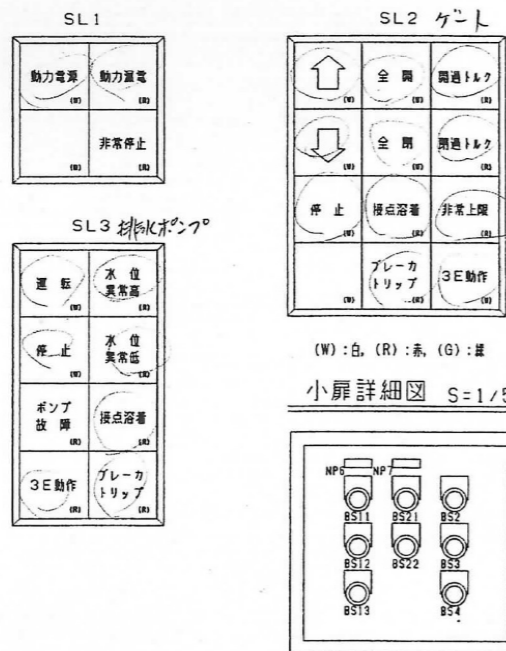 SL1
動力電源 (W)
動力漏電 (R)
(W)
非常停止 (R)
SL2 ゲート
(W)
全開 (W)
開過トルク (R)
(W)
全閉 (W)
閉過トルク (R)
停止 (W)
接点溶着 (R)
非常上限 (R)
(W)
ブレーカ
トリップ (R)
3E動作
SL3 排水ポンプ
運転 (W)
水位
異常高 (R)
停止 (W)
水位
異常低 (R)
ポンプ
故障 (R)
接点溶着 (R)
3E動作 (R)
ブレーカ
トリップ (R)
(W):白, (R):赤, (G):緑
小扉詳細図 S=1/5
NP6 NP7
BS11 BS21 BS2
BS12 BS22 BS3
BS13 BS4